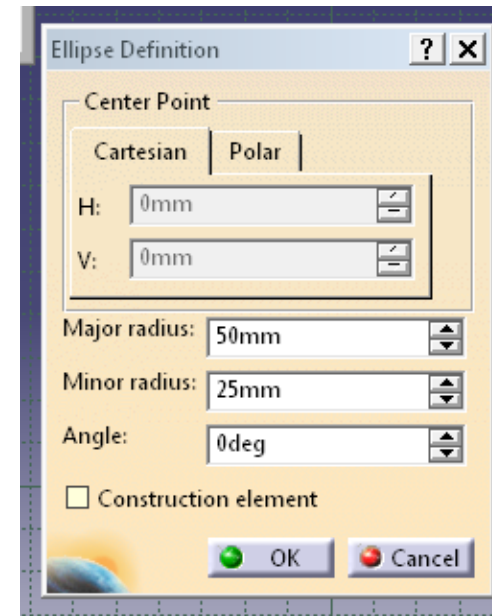 Ellipse Definition ? ×
Center Point
Cartesian Polar
H: 0mm
V: 0mm
Major radius: 50mm
Minor radius: 25mm
Angle: 0deg
Construction element
OK Cancel